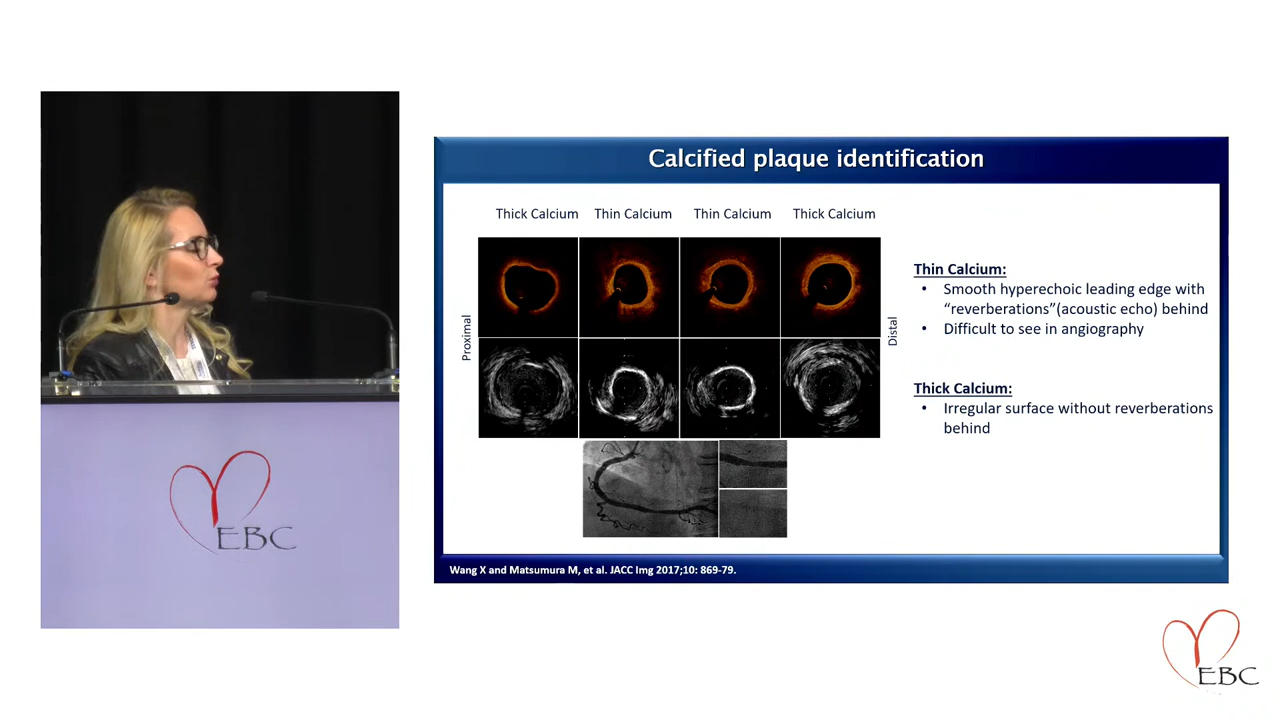 Calcified plaque identification
Thick Calcium
Thin Calcium
Thin Calcium
Thick Calcium
Proximal
Distal
Thin Calcium:
• Smooth hyperechoic leading edge with
“reverberations”(acoustic echo) behind
• Difficult to see in angiography
Thick Calcium:
• Irregular surface without reverberations
behind
Wang X and Matsumura M, et al. JACC Img 2017;10: 869-79.
EBC
EBC